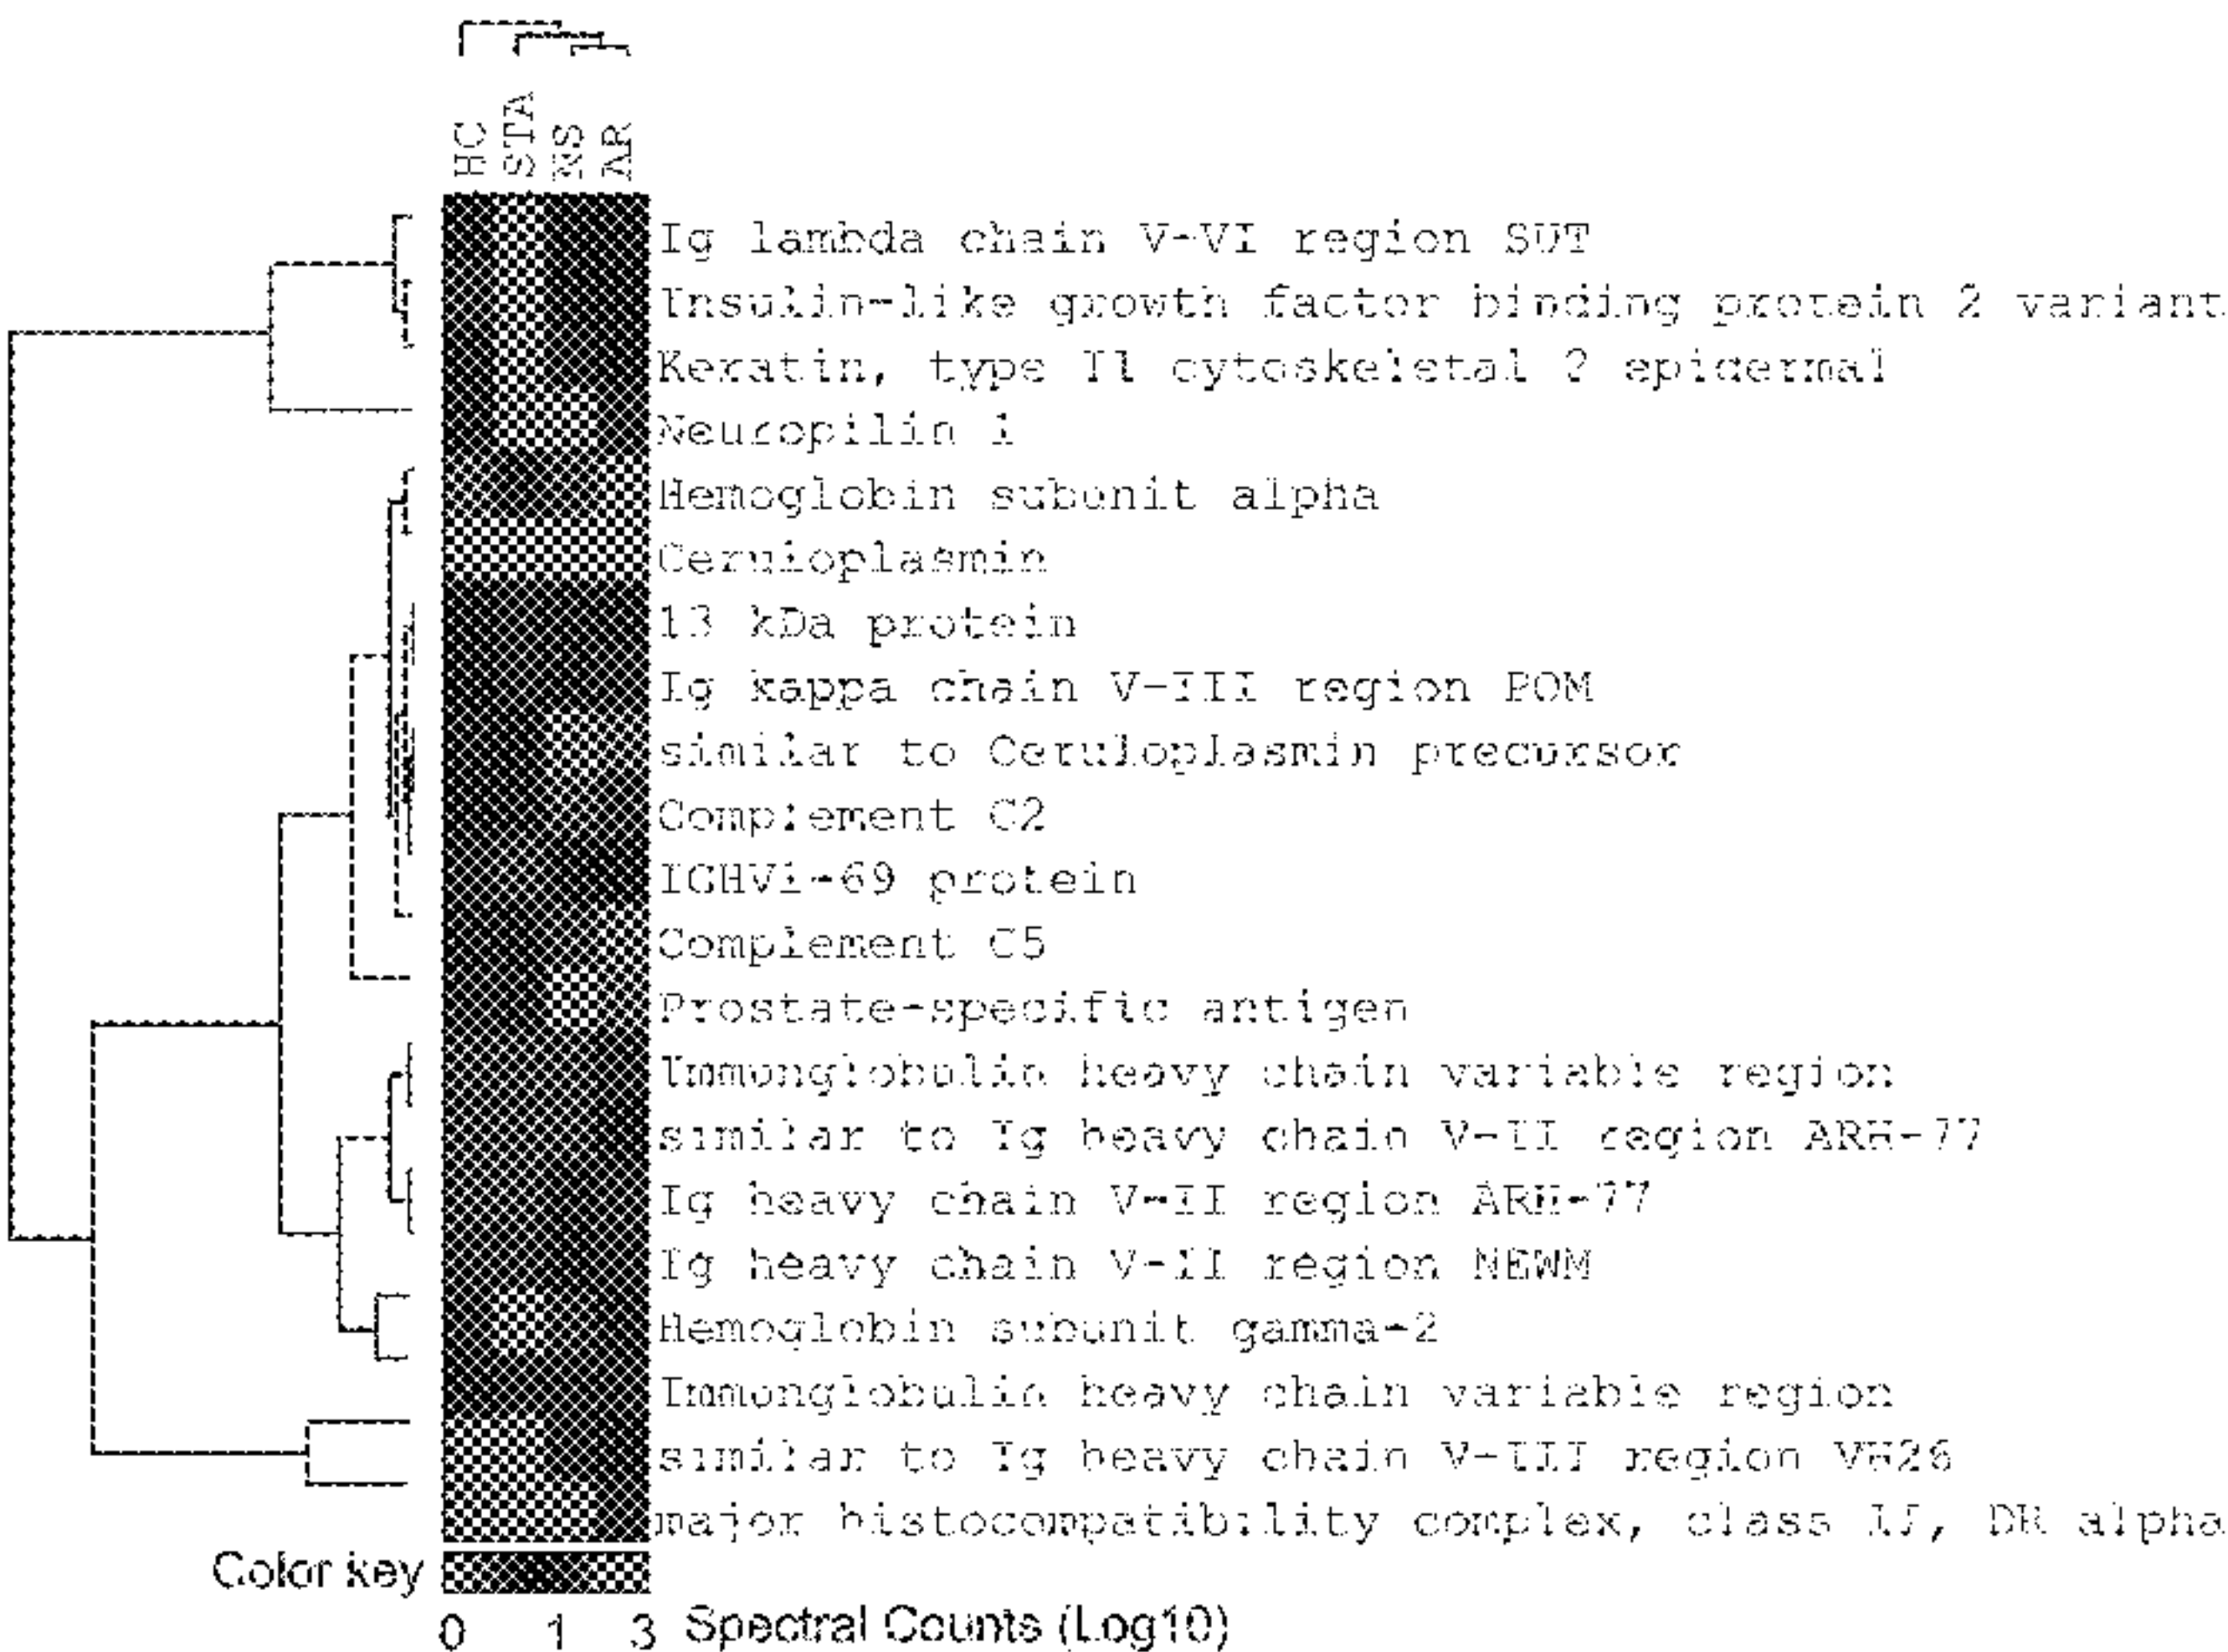 HC
STA
NS
AR
Ig lambda chain V-VI region SUT
Insulin-like growth factor binding protein 2 variant
Keratin, type II cytoskeletal 2 epidermal
Neuropilin 1
Hemoglobin subunit alpha
Ceruloplasmin
13 kDa protein
Ig kappa chain V-III region POM
similar to Ceruloplasmin precursor
Complement C2
IGHV1-69 protein
Complement C5
Prostate-specific antigen
Immunglobulin heavy chain variable region
similar to Ig heavy chain V-II region ARH-77
Ig heavy chain V-II region ARH-77
Ig heavy chain V-II region NEWM
Hemoglobin subunit gamma-2
Immunglobulin heavy chain variable region
similar to Ig heavy chain V-III region VH26
major histocompatibility complex, class II, DR alpha
Color key
0 1 3 Spectral Counts (Log10)